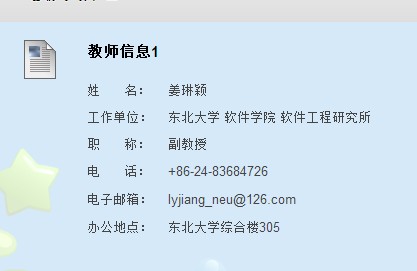 教师信息1
姓 名： 姜琳颖
工作单位： 东北大学 软件学院 软件工程研究所
职 称： 副教授
电 话： +86-24-83684726
电子邮箱： lyjiang_neu@126.com
办公地点： 东北大学综合楼305